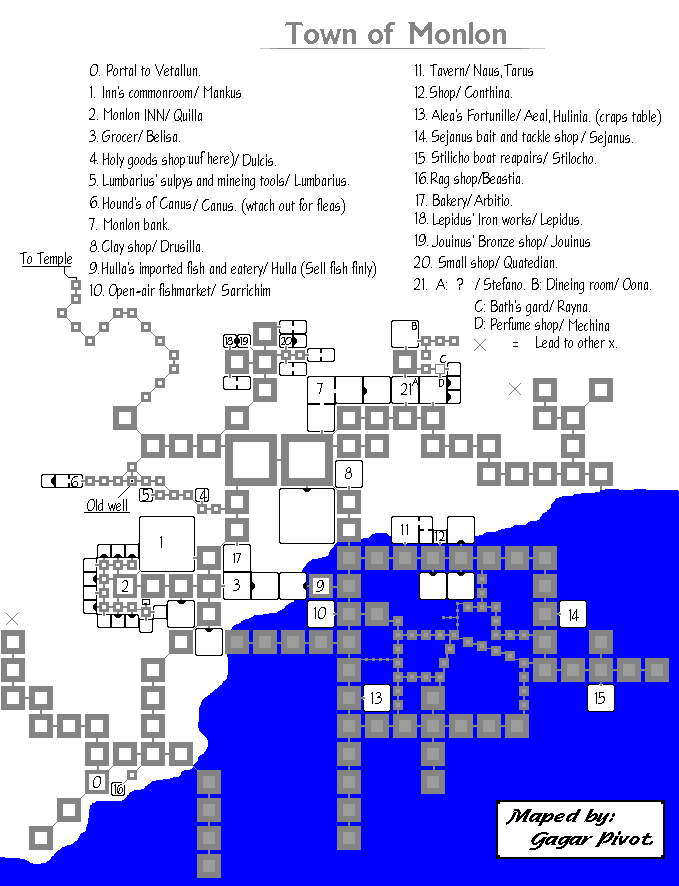 Town of Monlon
0. Portal to Vetallun.
1. Inn's commonroom/ Mankus
2. Monlon INN/ Quilla
3. Grocer/ Belisa.
4. Holy goods shop uuf here)/ Dulcis.
5. Lumbarius' sulpys and mineing tools/ Lumbarius.
6. Hound's of Canus/ Canus. (wtach out for fleas)
7. Monlon bank.
8. Clay shop/ Drusilla.
9. Hulla's imported fish and eatery/ Hulla (Sell fish finly)
10. Open-air fishmarket/ Sarrichim
11. Tavern/ Naus, Tarus
12. Shop/ Conthina.
13. Alea's Fortunille/ Aeal, Hulinia. (craps table)
14. Sejanus bait and tackle shop/ Sejanus.
15 Stilicho boat reapairs/ Stilocho.
16. Rag shop/Beastia.
17. Bakery/ Arbitio.
18. Lepidus' Iron works/ Lepidus.
19. Jouinus' Bronze shop/ Jouinus
20. Small shop/ Quatedian.
21. A: ? / Stefano. B: Dineing room/ Oona.
C: Bath's gard/ Rayna.
D: Perfume shop/ Mechina
= Lead to other x.
To Temple
18
19
20
B
C
7
21
A
D
6
8
5
4
Old well
1
11
12
17
2
3
9
10
14
13
15
0
16
Maped by:
Gagar Pivot.